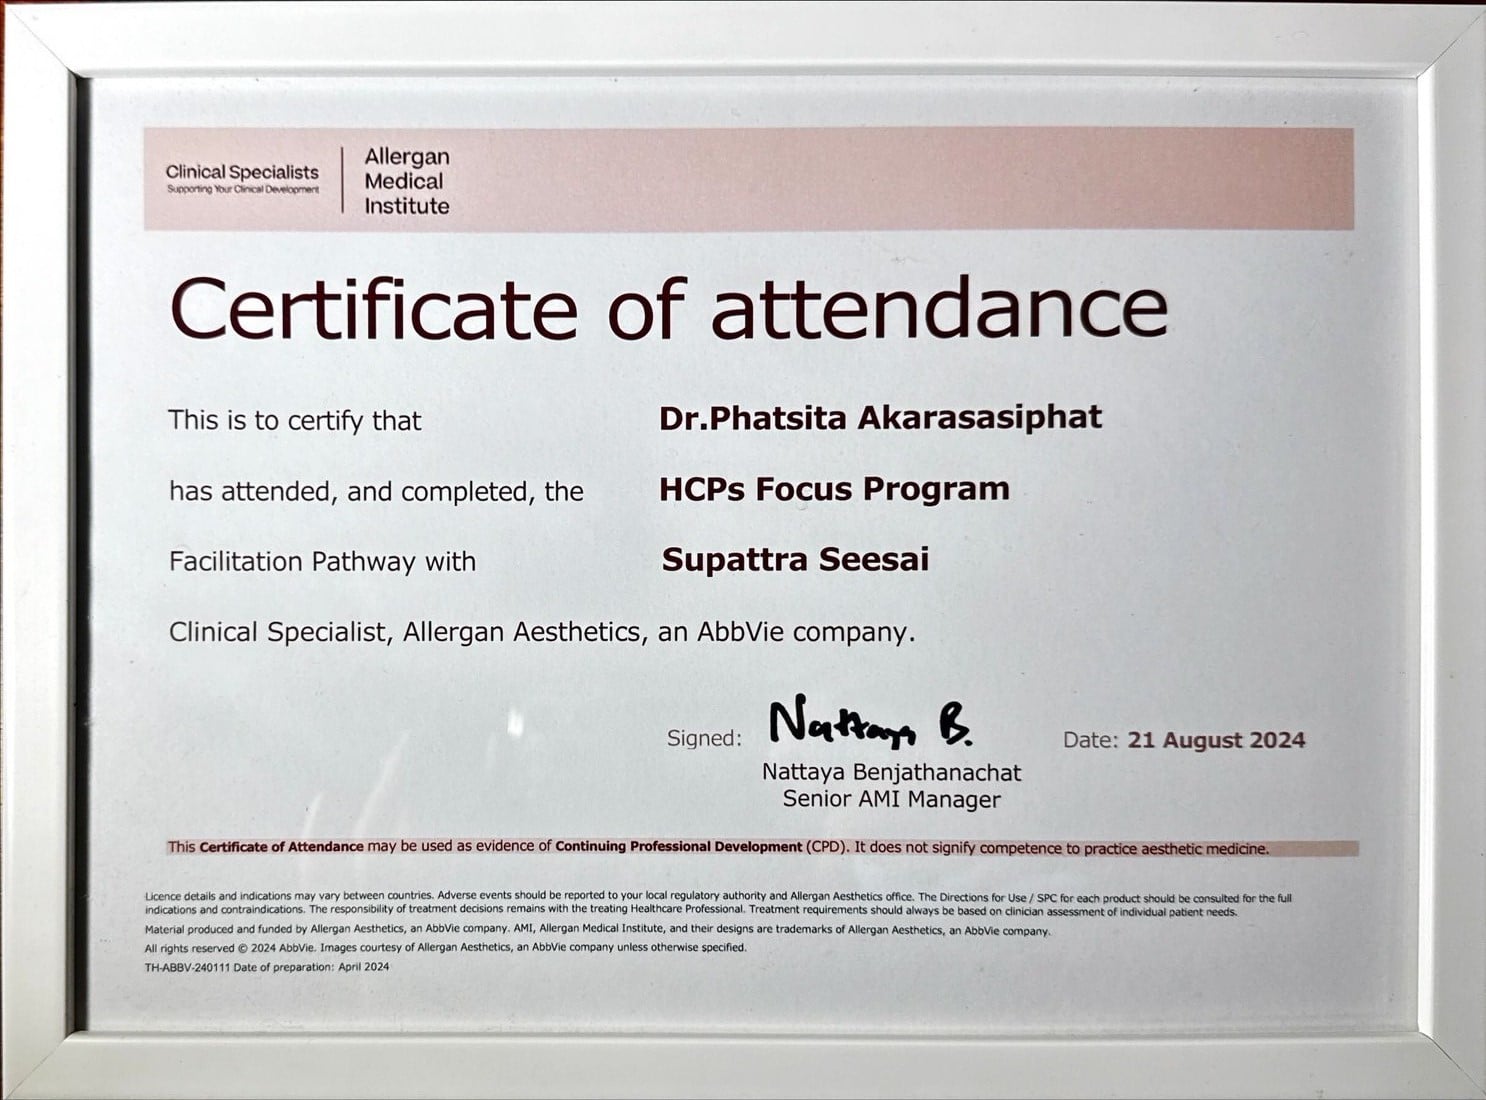 Clinical Specialists
Supporting Your Clinical Development
Allergan
Medical
Institute
Certificate of attendance
This is to certify that Dr.Phatsita Akarasasiphat
has attended, and completed, the HCPs Focus Program
Facilitation Pathway with Supattra Seesai
Clinical Specialist, Allergan Aesthetics, an AbbVie company.
Signed: Nattaya B. Date: 21 August 2024
Nattaya Benjathanachat
Senior AMI Manager
This Certificate of Attendance may be used as evidence of Continuing Professional Development (CPD). It does not signify competence to practice aesthetic medicine.
Licence details and indications may vary between countries. Adverse events should be reported to your local regulatory authority and Allergan Aesthetics office. The Directions for Use / SPC for each product should be consulted for the full
indications and contraindications. The responsibility of treatment decisions remains with the treating Healthcare Professional. Treatment requirements should always be based on clinician assessment of individual patient needs.
Material produced and funded by Allergan Aesthetics, an AbbVie company. AMI, Allergan Medical Institute, and their designs are trademarks of Allergan Aesthetics, an AbbVie company.
All rights reserved © 2024 AbbVie. Images courtesy of Allergan Aesthetics, an AbbVie company unless otherwise specified.
TH-ABBV-240111 Date of preparation: April 2024